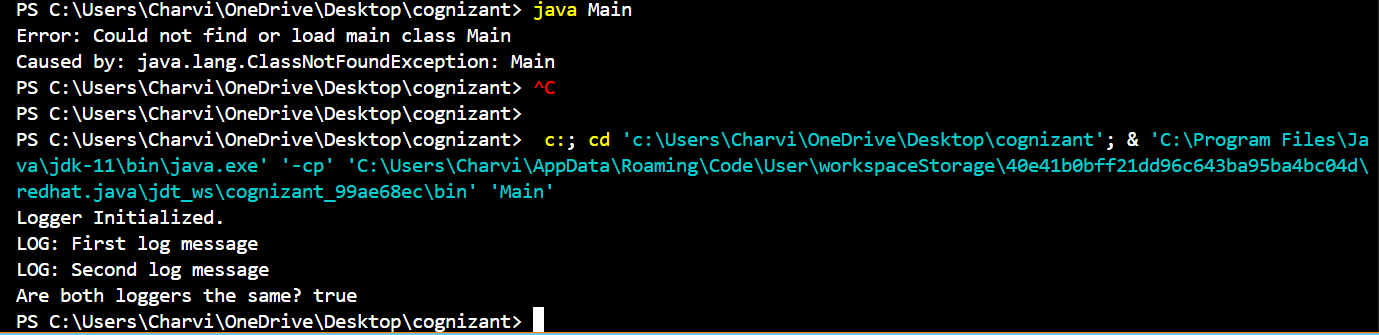 PS C:\Users\Charvi\OneDrive\Desktop\cognizant> java Main
Error: Could not find or load main class Main
Caused by: java.lang.ClassNotFoundException: Main
PS C:\Users\Charvi\OneDrive\Desktop\cognizant> ^C
PS C:\Users\Charvi\OneDrive\Desktop\cognizant>
PS C:\Users\Charvi\OneDrive\Desktop\cognizant>  c:; cd 'c:\Users\Charvi\OneDrive\Desktop\cognizant'; & 'C:\Program Files\Ja
va\jdk-11\bin\java.exe' '-cp' 'C:\Users\Charvi\AppData\Roaming\Code\User\workspaceStorage\40e41b0bff21dd96c643ba95ba4bc04d\
redhat.java\jdt_ws\cognizant_99ae68ec\bin' 'Main'
Logger Initialized.
LOG: First log message
LOG: Second log message
Are both loggers the same? true
PS C:\Users\Charvi\OneDrive\Desktop\cognizant>